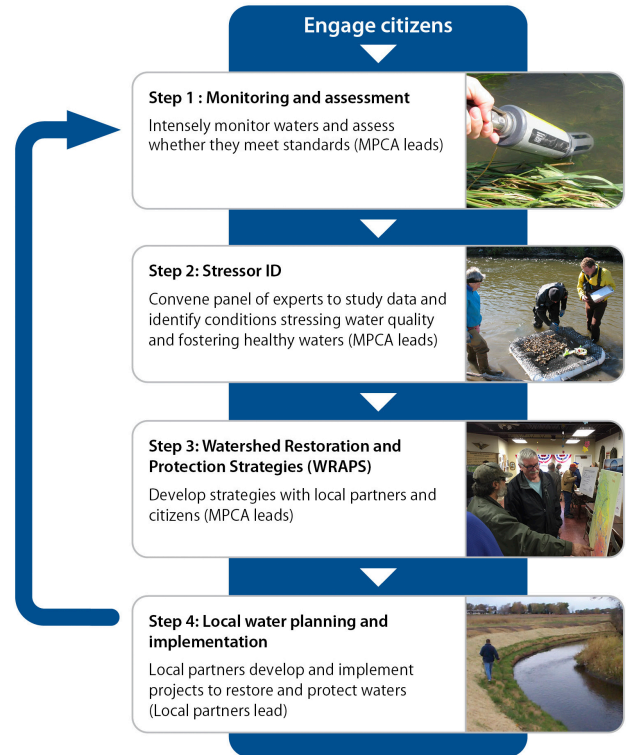 Engage citizens
Step 1 : Monitoring and assessment
Intensely monitor waters and assess
whether they meet standards (MPCA leads)
Step 2: Stressor ID
Convene panel of experts to study data and
identify conditions stressing water quality
and fostering healthy waters (MPCA leads)
Step 3: Watershed Restoration and
Protection Strategies (WRAPS)
Develop strategies with local partners and
citizens (MPCA leads)
Step 4: Local water planning and
implementation
Local partners develop and implement
projects to restore and protect waters
(Local partners lead)